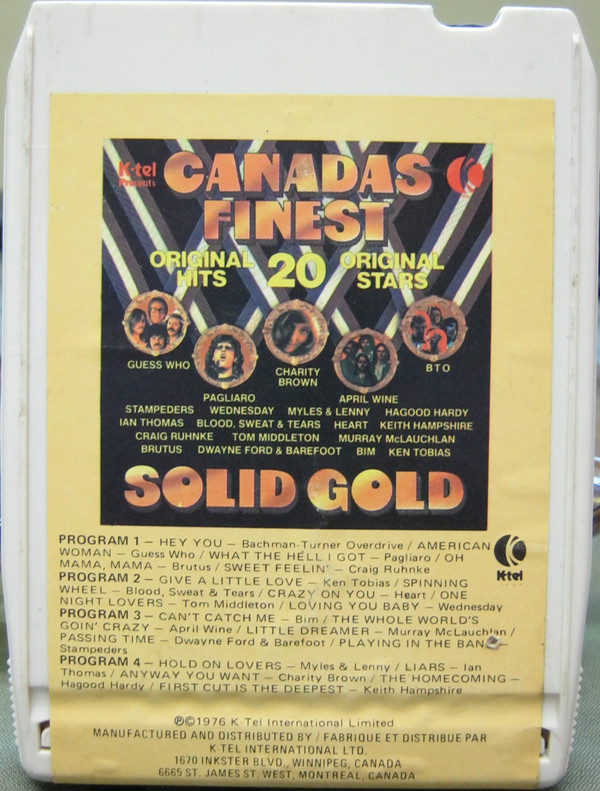 K-tel
Presents
CANADAS
FINEST
ORIGINAL HITS 20 ORIGINAL STARS
GUESS WHO
PAGLIARO
CHARITY BROWN
APRIL WINE
BTO
STAMPEDERS WEDNESDAY MYLES & LENNY HAGOOD HARDY
IAN THOMAS BLOOD, SWEAT & TEARS HEART KEITH HAMPSHIRE
CRAIG RUHNKE TOM MIDDLETON MURRAY McLAUCHLAN
BRUTUS DWAYNE FORD & BAREFOOT BIM KEN TOBIAS
SOLID GOLD
PROGRAM 1 — HEY YOU — Bachman-Turner Overdrive / AMERICAN
WOMAN — Guess Who / WHAT THE HELL I GOT — Pagliaro / OH
MAMA, MAMA — Brutus / SWEET FEELIN' — Craig Ruhnke
K-tel
PROGRAM 2 — GIVE A LITTLE LOVE — Ken Tobias / SPINNING
WHEEL — Blood, Sweat & Tears / CRAZY ON YOU — Heart / ONE
NIGHT LOVERS — Tom Middleton / LOVING YOU BABY — Wednesday
PROGRAM 3 — CAN'T CATCH ME — Bim / THE WHOLE WORLD'S
GOIN' CRAZY — April Wine / LITTLE DREAMER — Murray McLauchlan /
PASSING TIME — Dwayne Ford & Barefoot / PLAYING IN THE BAND —
Stampeders
PROGRAM 4 — HOLD ON LOVERS — Myles & Lenny / LIARS — Ian
Thomas / ANYWAY YOU WANT — Charity Brown / THE HOMECOMING —
Hagood Hardy / FIRST CUT IS THE DEEPEST — Keith Hampshire
℗©1976 K-Tel International Limited
MANUFACTURED AND DISTRIBUTED BY / FABRIQUE ET DISTRIBUE PAR
K-TEL INTERNATIONAL LTD.
1670 INKSTER BLVD., WINNIPEG, CANADA
6665 ST. JAMES ST. WEST, MONTREAL, CANADA